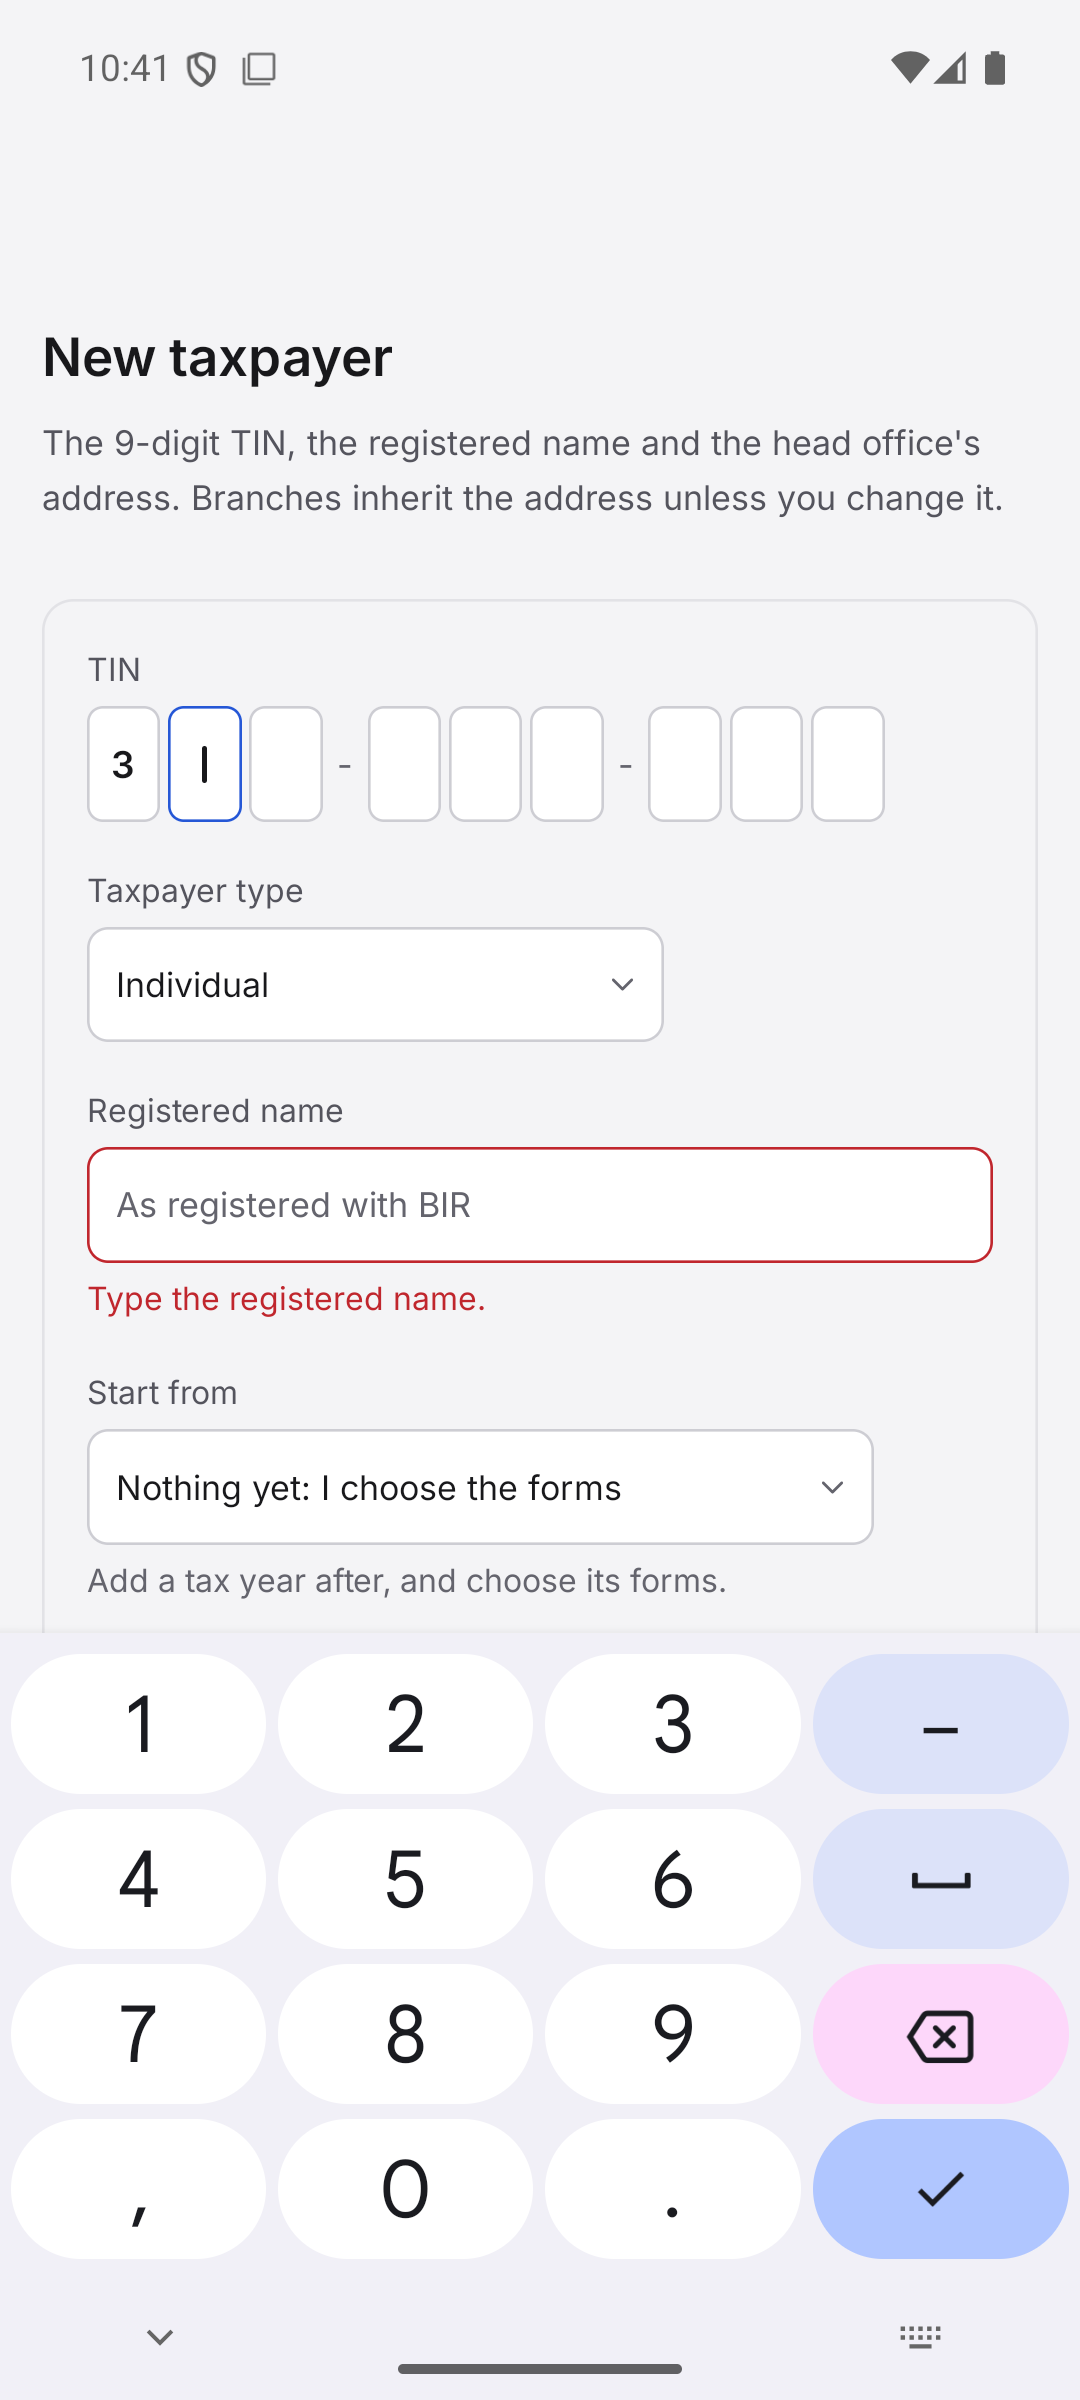 10:41
New taxpayer
The 9-digit TIN, the registered name and the head office's
address. Branches inherit the address unless you change it.
TIN
3 - -
Taxpayer type
Individual
Registered name
As registered with BIR
Type the registered name.
Start from
Nothing yet: I choose the forms
Add a tax year after, and choose its forms.
1 2 3 –
4 5 6
7 8 9
, 0 .